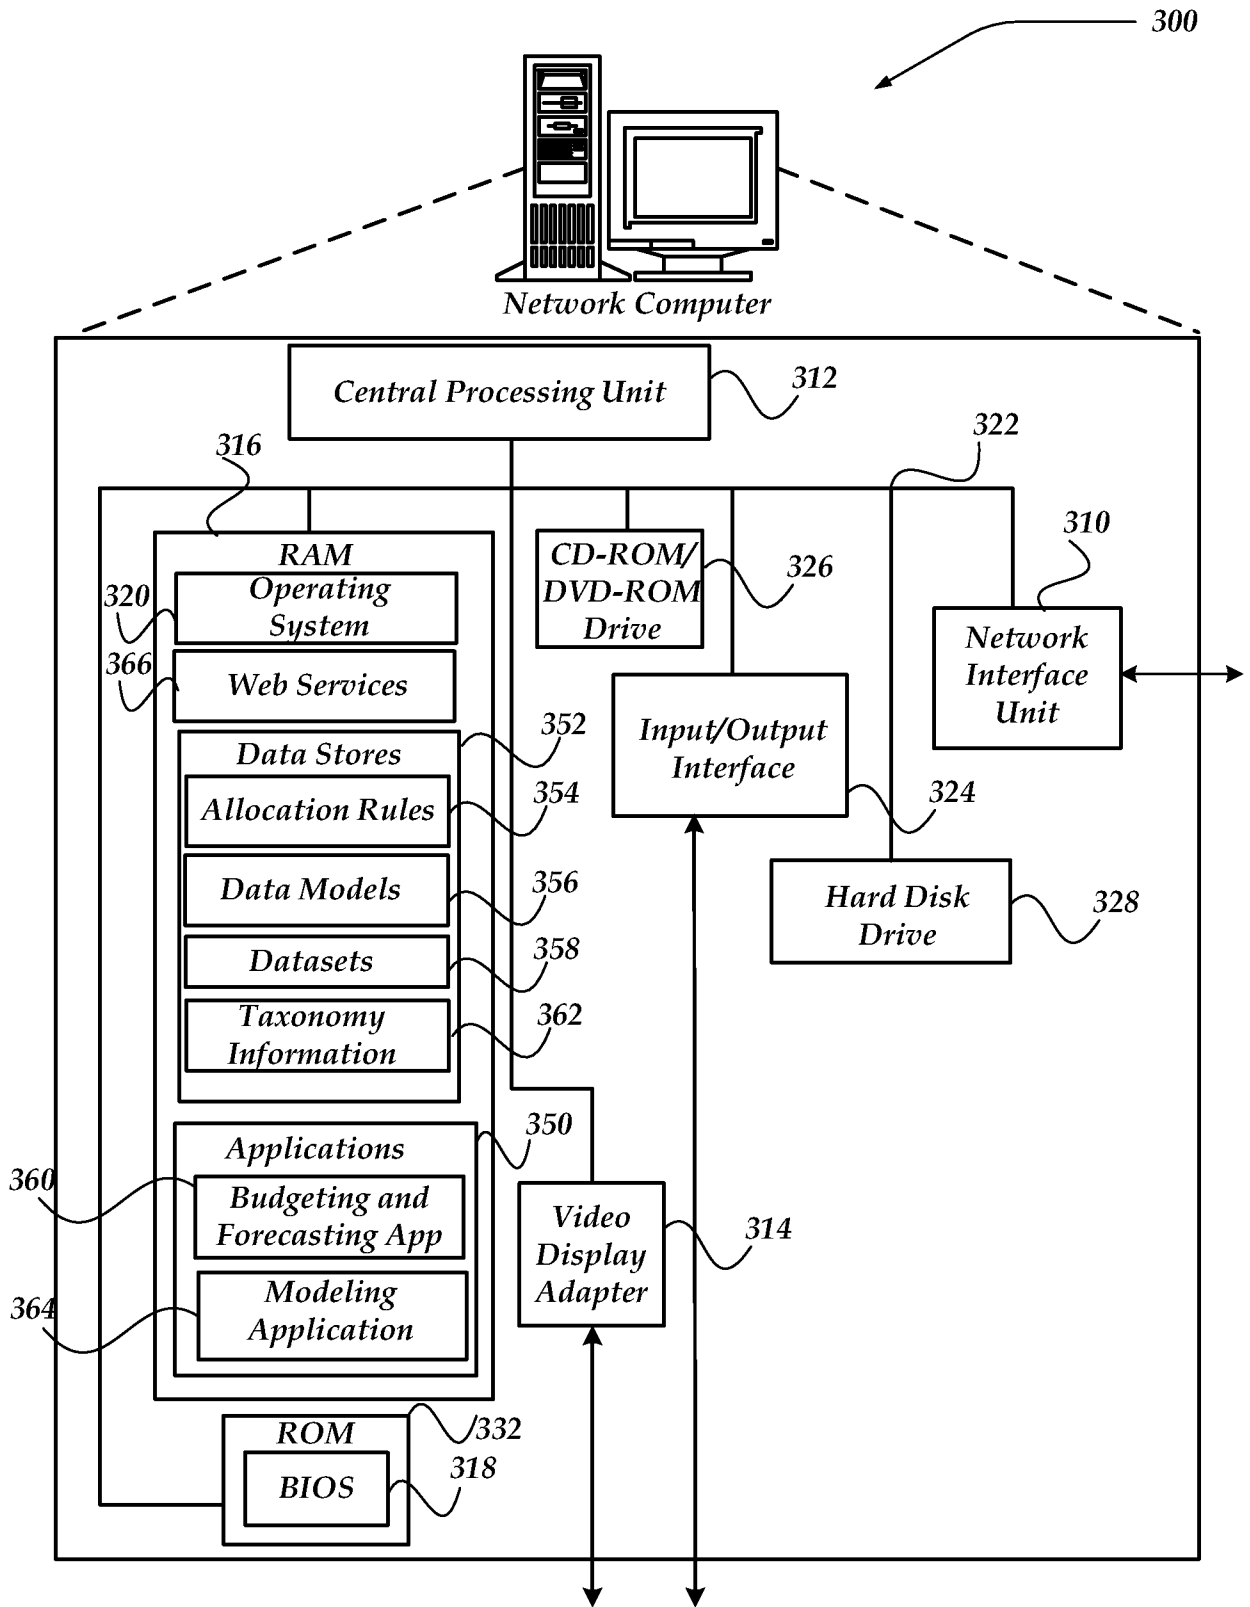 300
Network Computer
Central Processing Unit
312
316
322
310
RAM
Operating
System
320
CD-ROM/
DVD-ROM
Drive
326
Network
Interface
Unit
366
Web Services
352
Data Stores
Input/Output
Interface
324
Allocation Rules
354
Data Models
356
Hard Disk
Drive
328
Datasets
358
Taxonomy
Information
362
350
Applications
360
Budgeting and
Forecasting App
Video
Display
Adapter
314
364
Modeling
Application
332
ROM
BIOS
318